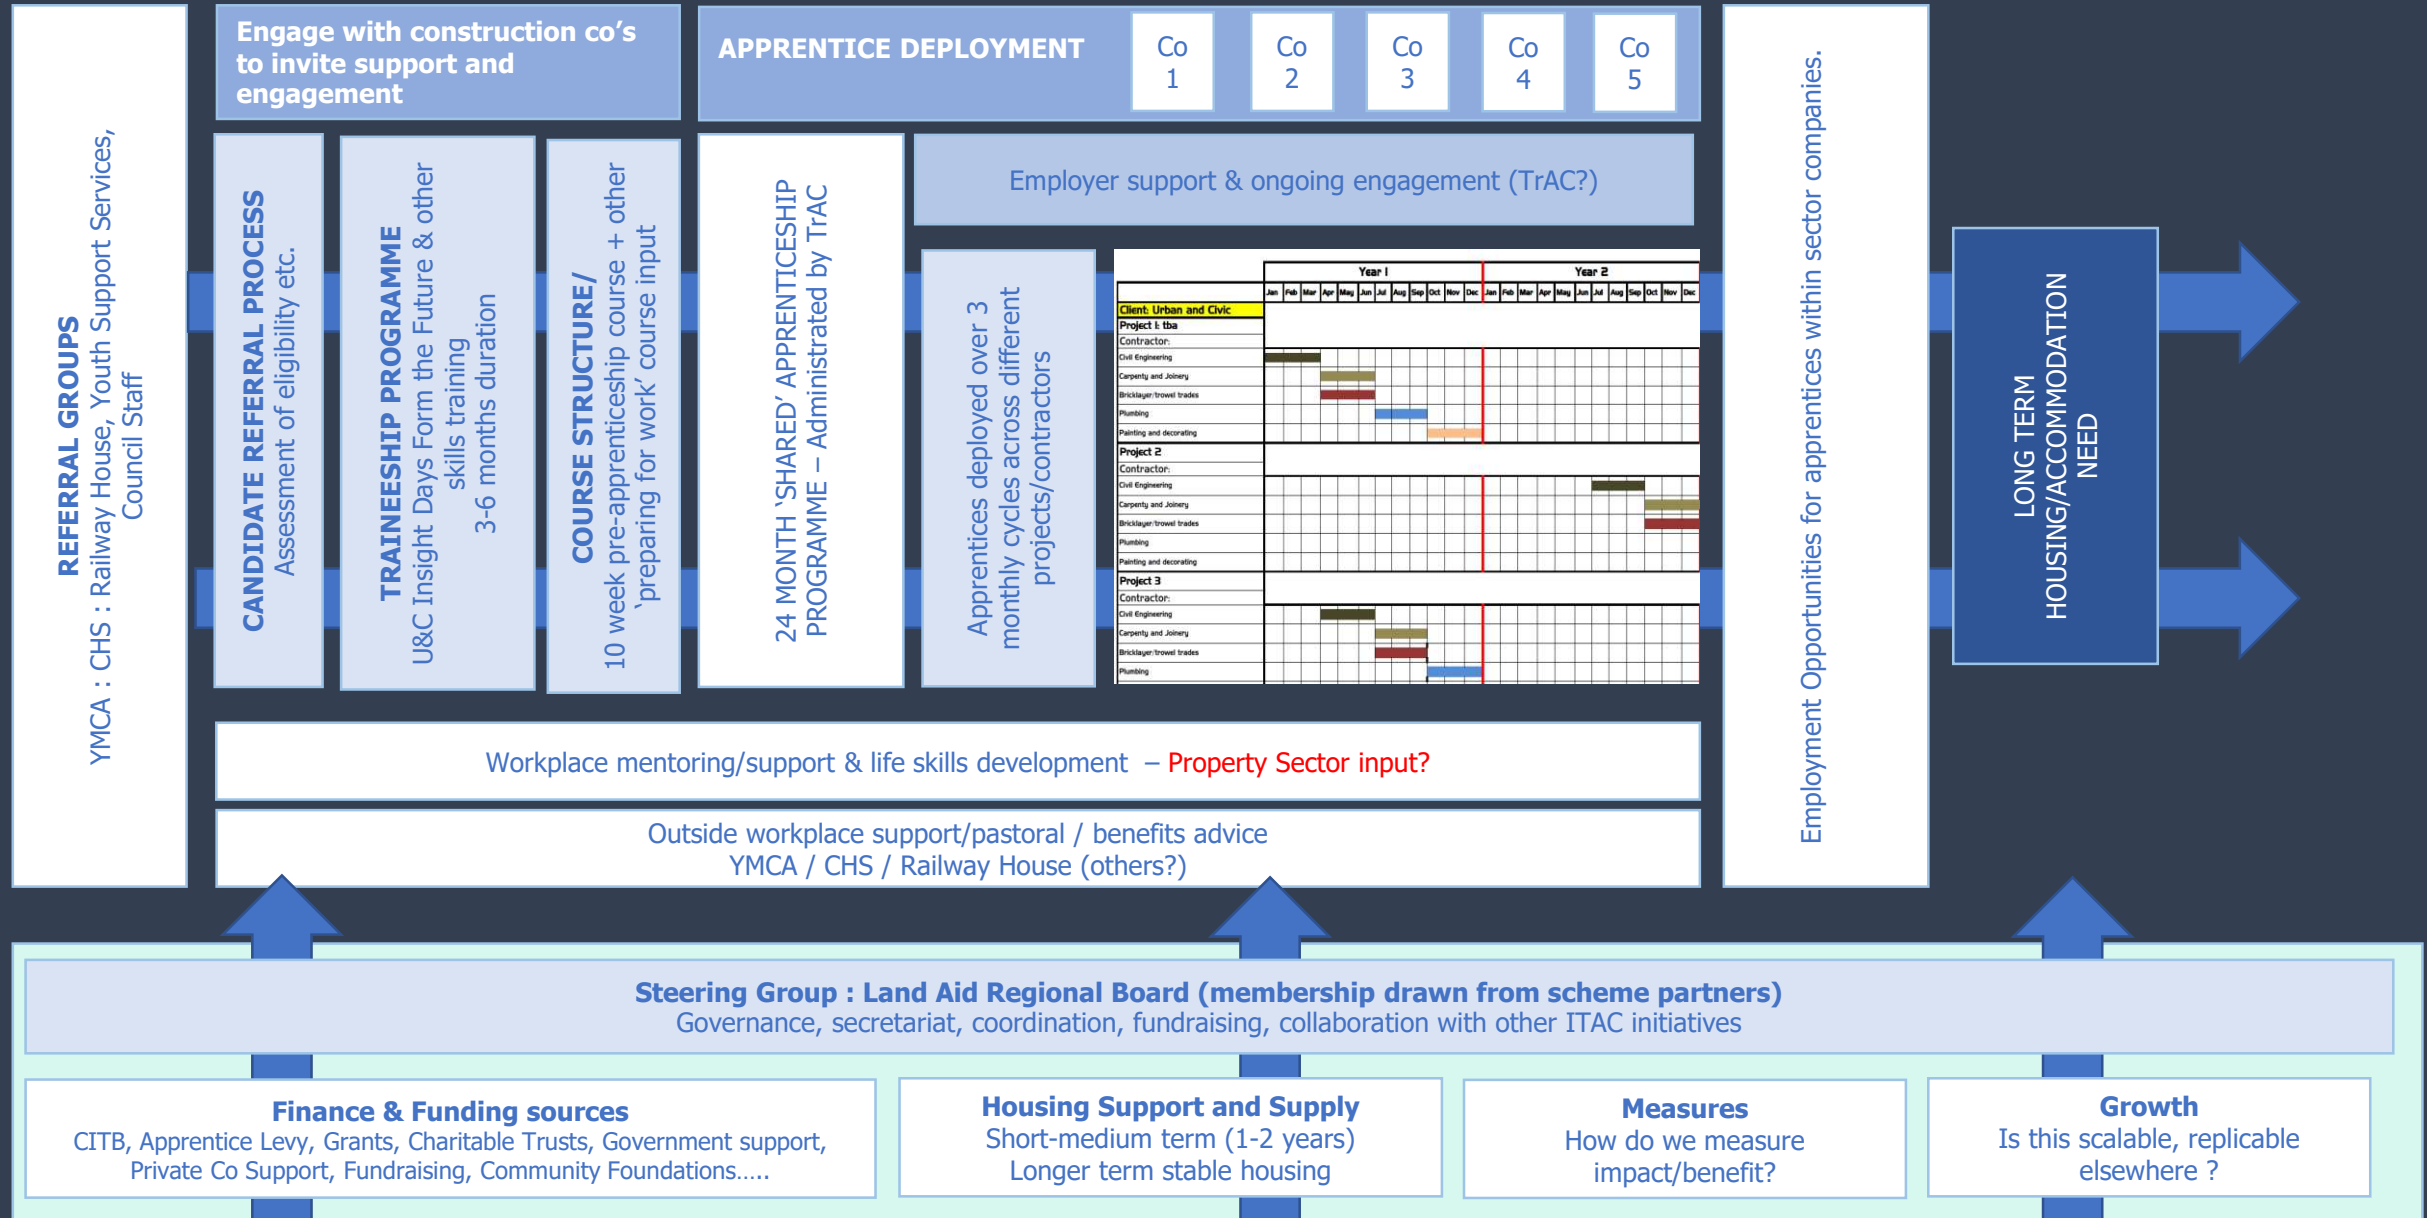 REFERRAL GROUPS
YMCA : CHS : Railway House, Youth Support Services,
Council Staff
Engage with construction co’s
to invite support and
engagement
APPRENTICE DEPLOYMENT
Co
1
Co
2
Co
3
Co
4
Co
5
CANDIDATE REFERRAL PROCESS
Assessment of eligibility etc.
TRAINEESHIP PROGRAMME
U&C Insight Days Form the Future & other
skills training
3-6 months duration
COURSE STRUCTURE/
10 week pre-apprenticeship course + other
‘preparing for work’ course input
24 MONTH ‘SHARED’ APPRENTICESHIP
PROGRAMME – Administrated by TrAC
Employer support & ongoing engagement (TrAC?)
Apprentices deployed over 3
monthly cycles across different
projects/contractors
Year 1 Year 2
Jan Feb Mar Apr May Jun Jul Aug Sep Oct Nov Dec Jan Feb Mar Apr May Jun Jul Aug Sep Oct Nov Dec
Client: Urban and Civic
Project 1: tba
Contractor:
Civil Engineering
Carpenty and Joinery
Bricklayer/trowel trades
Plumbing
Painting and decorating
Project 2
Contractor:
Civil Engineering
Carpenty and Joinery
Bricklayer/trowel trades
Plumbing
Painting and decorating
Project 3
Contractor:
Civil Engineering
Carpenty and Joinery
Bricklayer/trowel trades
Plumbing
Employment Opportunities for apprentices within sector companies.
LONG TERM
HOUSING/ACCOMMODATION
NEED
Workplace mentoring/support & life skills development – Property Sector input?
Outside workplace support/pastoral / benefits advice
YMCA / CHS / Railway House (others?)
Steering Group : Land Aid Regional Board (membership drawn from scheme partners)
Governance, secretariat, coordination, fundraising, collaboration with other ITAC initiatives
Finance & Funding sources
CITB, Apprentice Levy, Grants, Charitable Trusts, Government support,
Private Co Support, Fundraising, Community Foundations.....
Housing Support and Supply
Short-medium term (1-2 years)
Longer term stable housing
Measures
How do we measure
impact/benefit?
Growth
Is this scalable, replicable
elsewhere ?